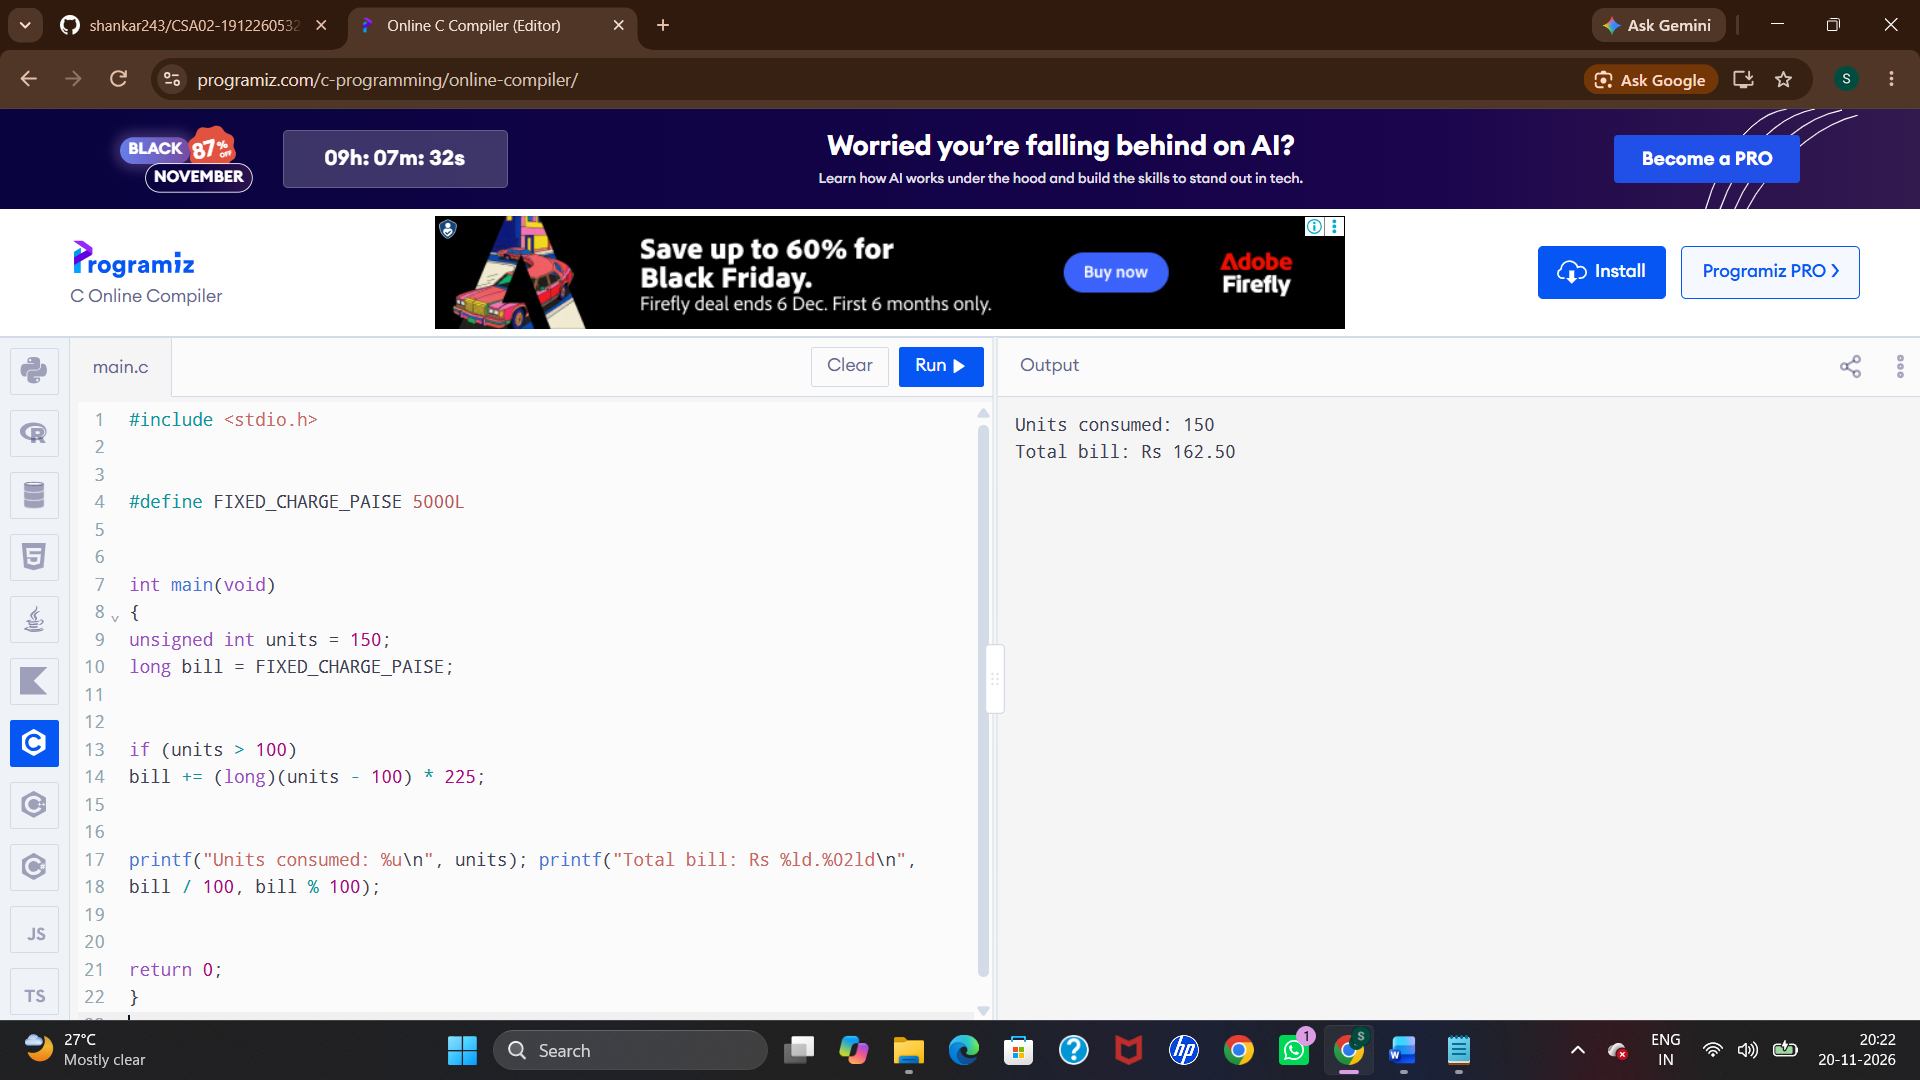 shankar243/CSA02-1912260532
Online C Compiler (Editor)
Ask Gemini
programiz.com/c-programming/online-compiler/
Ask Google
S
BLACK 87% OFF
NOVEMBER
09h: 07m: 32s
Worried you’re falling behind on AI?
Learn how AI works under the hood and build the skills to stand out in tech.
Become a PRO
Programiz
C Online Compiler
Save up to 60% for
Black Friday.
Firefly deal ends 6 Dec. First 6 months only.
Buy now
Adobe
Firefly
Install
Programiz PRO
main.c
Clear
Run
Output
1 #include <stdio.h>
2
3
4 #define FIXED_CHARGE_PAISE 5000L
5
6
7 int main(void)
8 {
9 unsigned int units = 150;
10 long bill = FIXED_CHARGE_PAISE;
11
12
13 if (units > 100)
14 bill += (long)(units - 100) * 225;
15
16
17 printf("Units consumed: %u\n", units); printf("Total bill: Rs %ld.%02ld\n",
18 bill / 100, bill % 100);
19
20
21 return 0;
22 }
Units consumed: 150
Total bill: Rs 162.50
JS
TS
27°C
Mostly clear
Search
hp
1
S
W
ENG
IN
20:22
20-11-2026